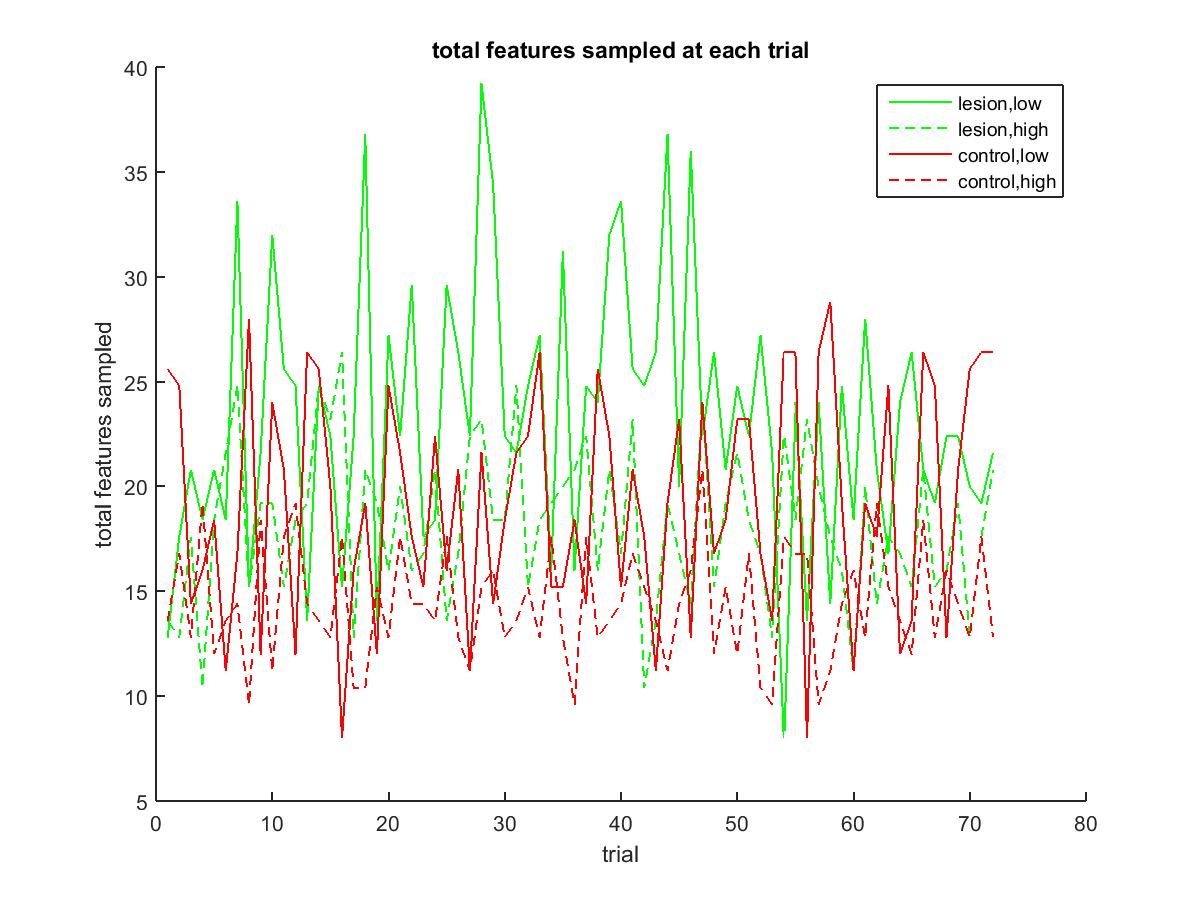 total features sampled at each trial
total features sampled
40
35
30
25
20
15
10
5
0
10
20
30
40
50
60
70
80
trial
lesion,low
lesion,high
control,low
control,high